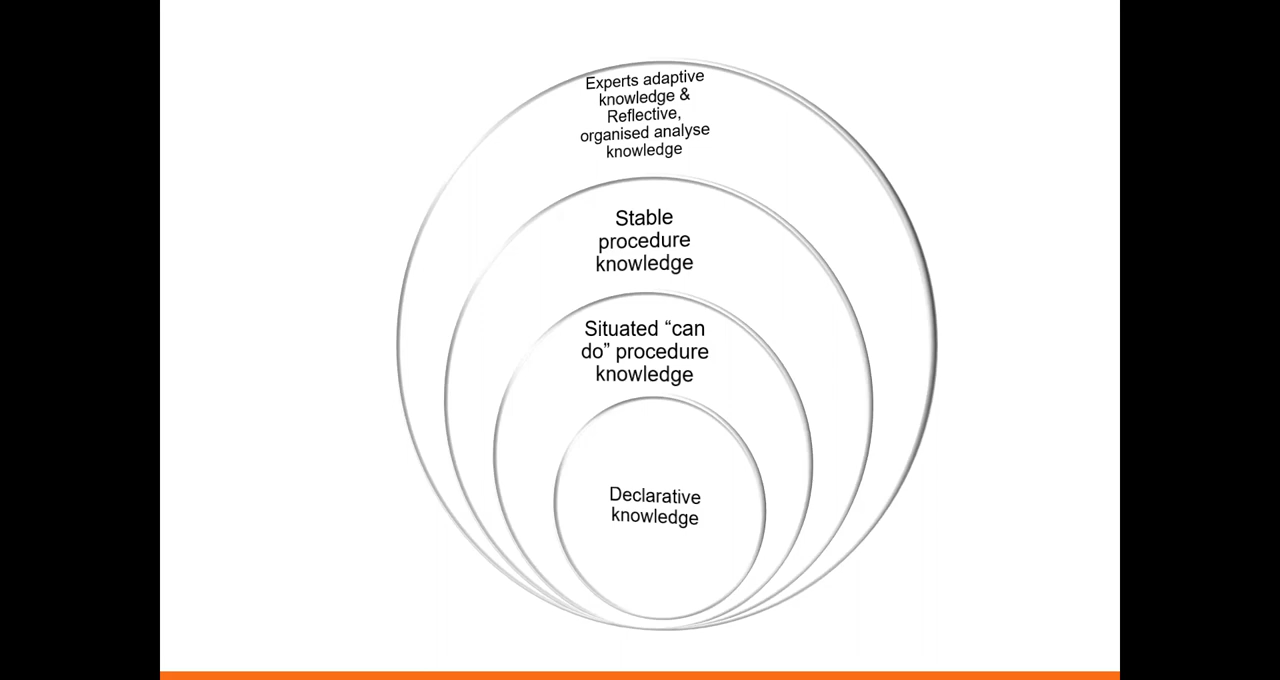 Experts adaptive
knowledge &
Reflective,
organised analyse
knowledge
Stable
procedure
knowledge
Situated “can
do” procedure
knowledge
Declarative
knowledge